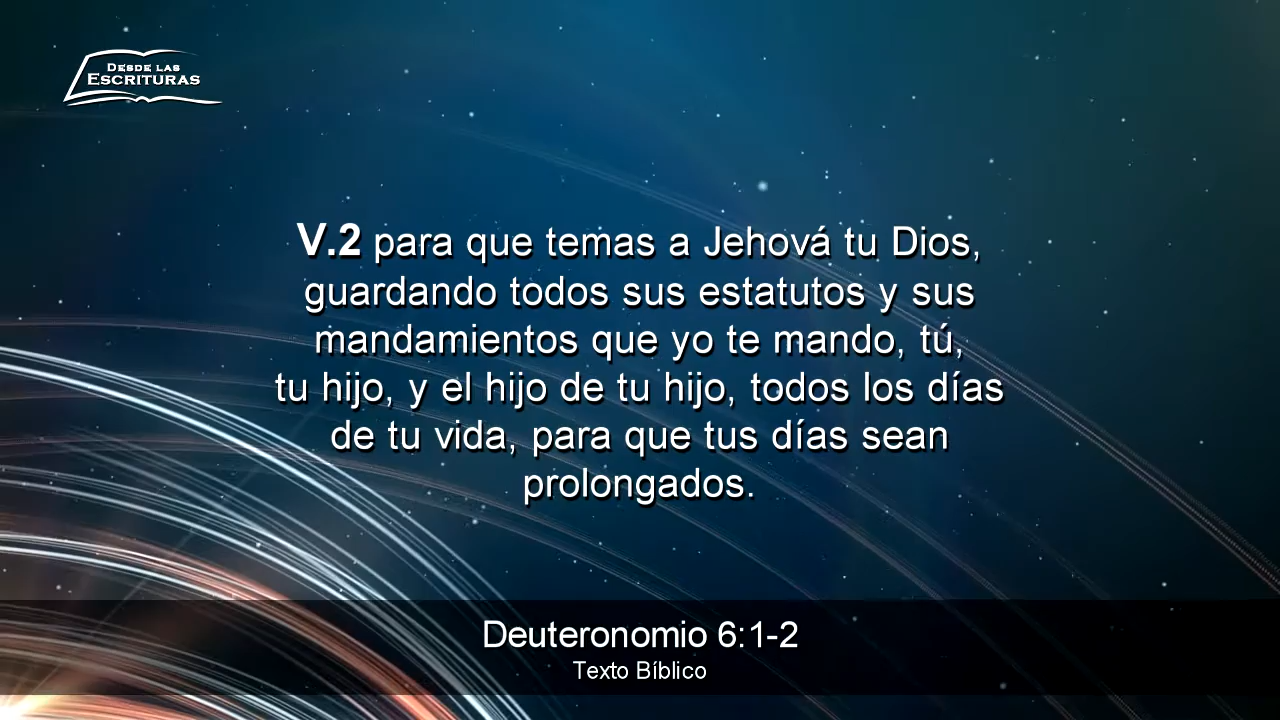 DESDE LAS
ESCRITURAS
V.2 para que temas a Jehová tu Dios,
guardando todos sus estatutos y sus
mandamientos que yo te mando, tú,
tu hijo, y el hijo de tu hijo, todos los días
de tu vida, para que tus días sean
prolongados.
Deuteronomio 6:1-2
Texto Bíblico